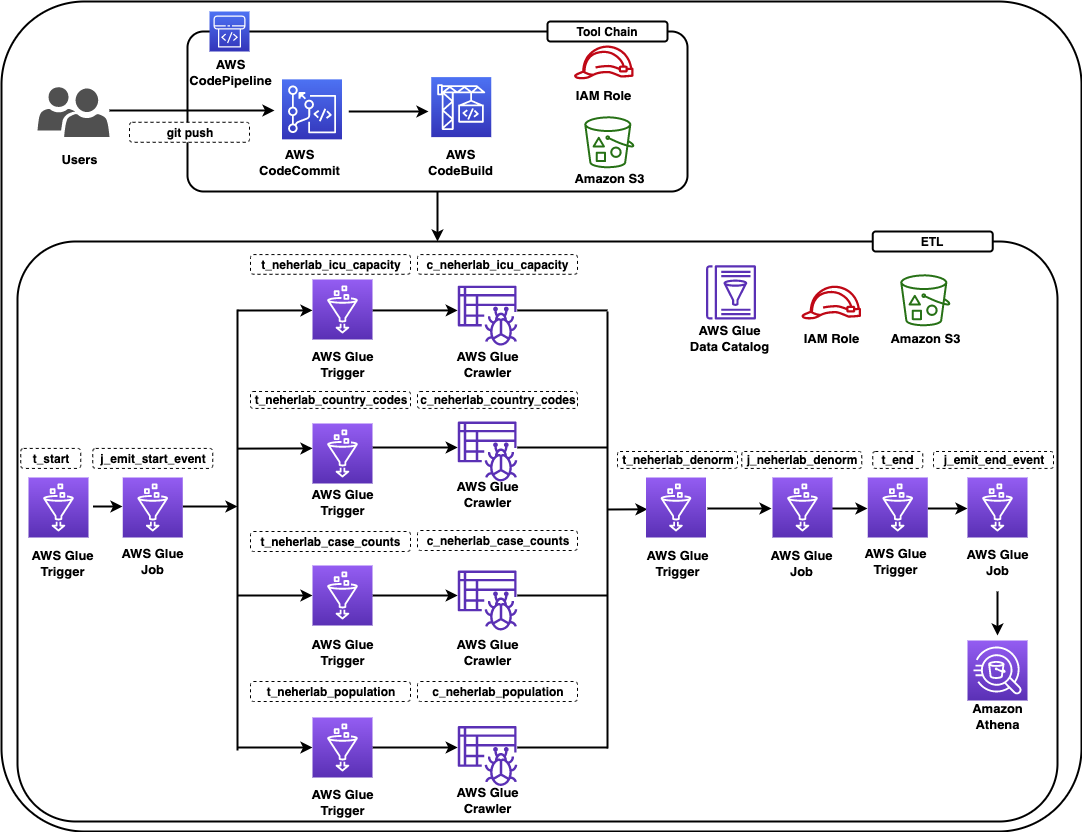 Tool Chain
AWS
CodePipeline
IAM Role
git push
Users
AWS
CodeCommit
AWS
CodeBuild
Amazon S3
ETL
t_neherlab_icu_capacity
c_neherlab_icu_capacity
AWS Glue
Trigger
AWS Glue
Crawler
AWS Glue
Data Catalog
IAM Role
Amazon S3
t_neherlab_country_codes
c_neherlab_country_codes
AWS Glue
Trigger
AWS Glue
Crawler
t_start
j_emit_start_event
t_neherlab_denorm
j_neherlab_denorm
t_end
j_emit_end_event
AWS Glue
Trigger
AWS Glue
Job
t_neherlab_case_counts
c_neherlab_case_counts
AWS Glue
Trigger
AWS Glue
Job
AWS Glue
Trigger
AWS Glue
Job
AWS Glue
Trigger
AWS Glue
Crawler
t_neherlab_population
c_neherlab_population
AWS Glue
Trigger
AWS Glue
Crawler
Amazon
Athena